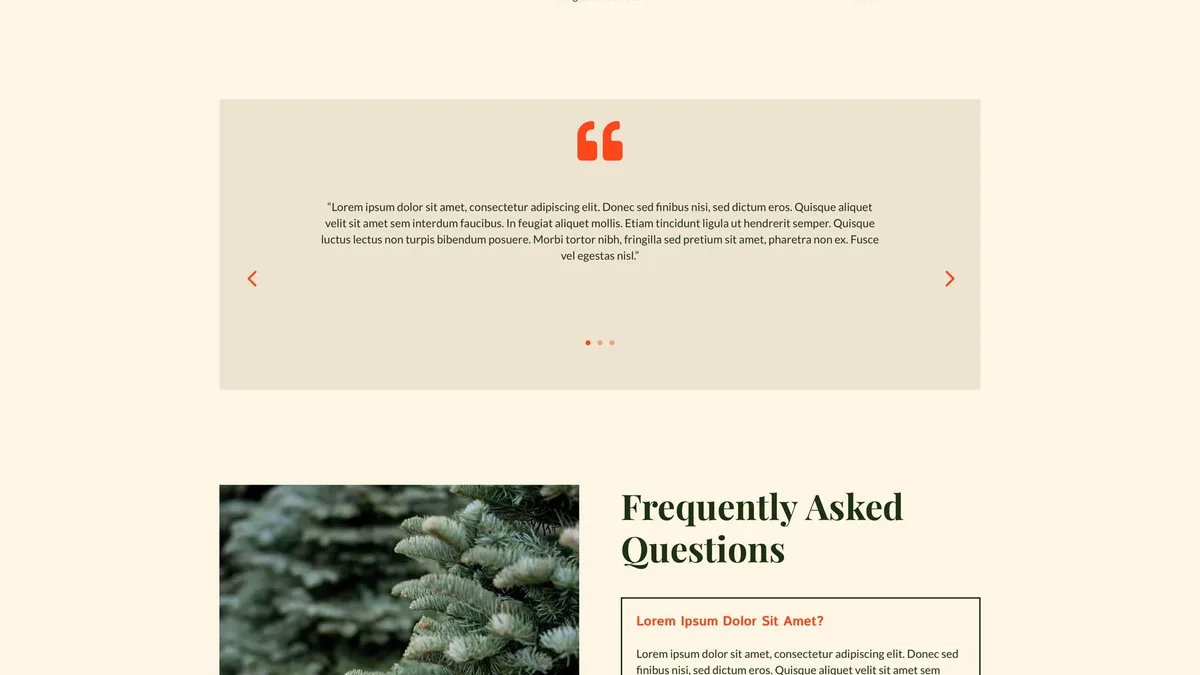 “Lorem ipsum dolor sit amet, consectetur adipiscing elit. Donec sed finibus nisi, sed dictum eros. Quisque aliquet
velit sit amet sem interdum faucibus. In feugiat aliquet mollis. Etiam tincidunt ligula ut hendrerit semper. Quisque
luctus lectus non turpis bibendum posuere. Morbi tortor nibh, fringilla sed pretium sit amet, pharetra non ex. Fusce
vel egestas nisl.”
Frequently Asked
Questions
Lorem Ipsum Dolor Sit Amet?
Lorem ipsum dolor sit amet, consectetur adipiscing elit. Donec sed
finibus nisi, sed dictum eros. Quisque aliquet velit sit amet sem